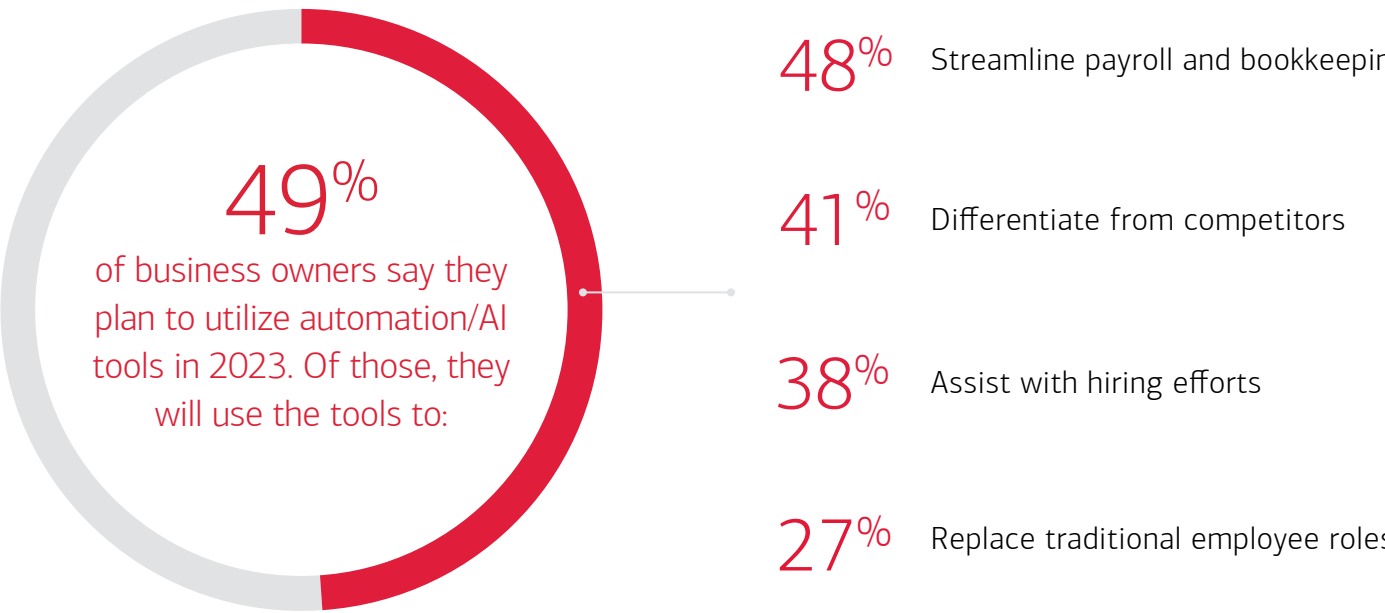 49%
of business owners say they
plan to utilize automation/AI
tools in 2023. Of those, they
will use the tools to:
48% Streamline payroll and bookkeepin
41% Differentiate from competitors
38% Assist with hiring efforts
27% Replace traditional employee roles